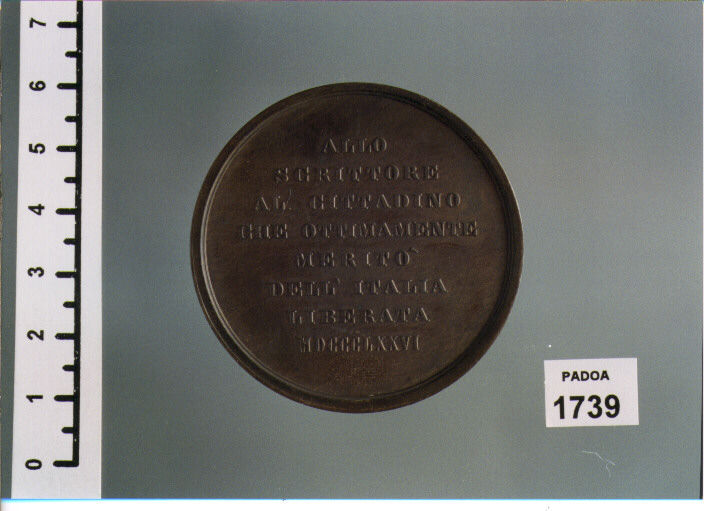 7
6
5
4
3
2
1
0
ALLO
SCRITTORE
AL' CITTADINO
CHE OTTIMAMENTE
MERITO`
DELL' ITALIA
LIBERATA
MDCCCLXXVI
PADOA
1739